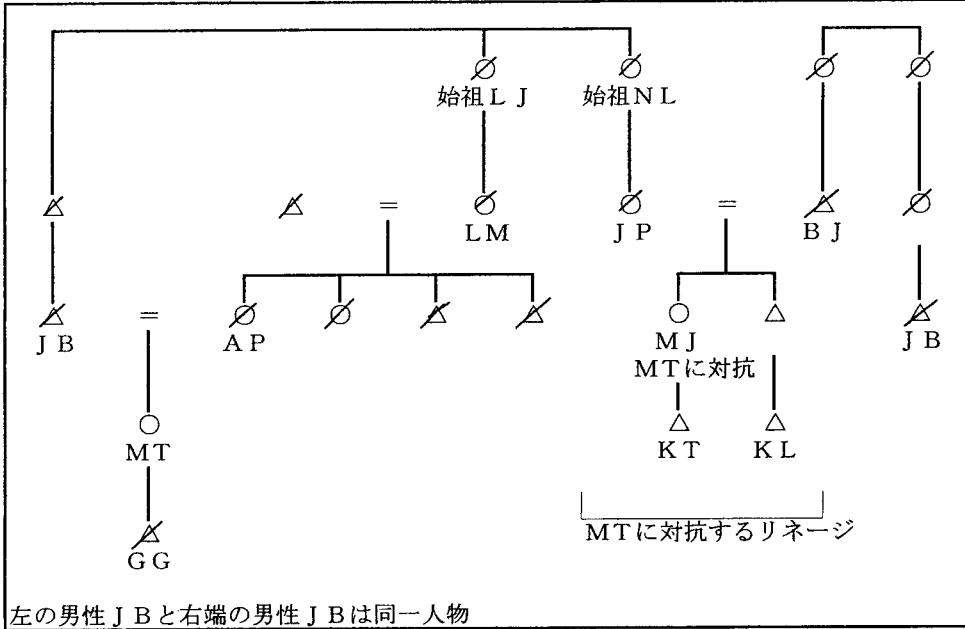 始祖LJ 始祖NL
LM JP BJ
JB AP MJ JB
MTに対抗
MT KT KL
MTに対抗するリネージ
GG
左の男性JBと右端の男性JBは同一人物